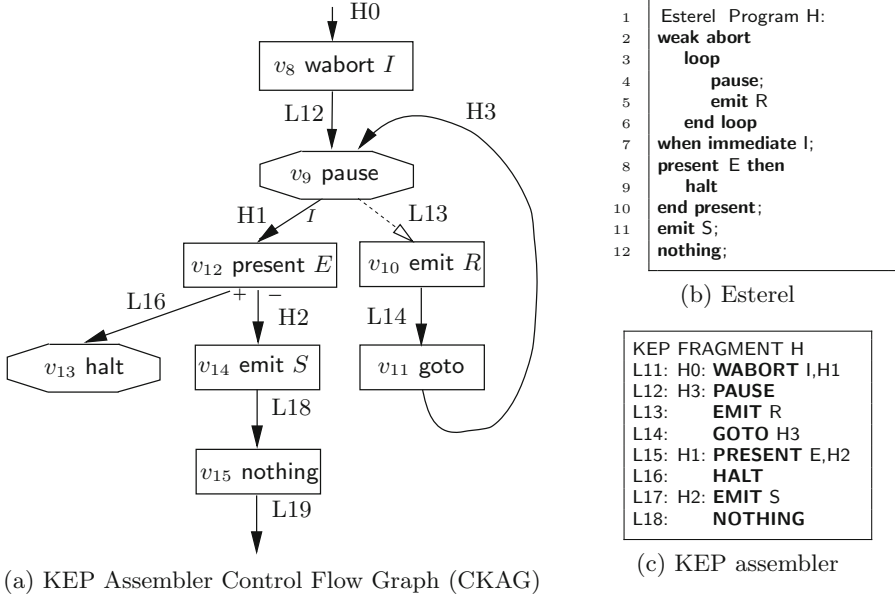 H0
v8 wabort I
L12
H3
v9 pause
H1
I
L13
v12 present E
v10 emit R
+ −
L16
H2
L14
v13 halt
v14 emit S
v11 goto
L18
v15 nothing
L19
(a) KEP Assembler Control Flow Graph (CKAG)
1 Esterel Program H:
2 weak abort
3 loop
4 pause;
5 emit R
6 end loop
7 when immediate I;
8 present E then
9 halt
10 end present;
11 emit S;
12 nothing;
(b) Esterel
KEP FRAGMENT H
L11: H0: WABORT I,H1
L12: H3: PAUSE
L13: EMIT R
L14: GOTO H3
L15: H1: PRESENT E,H2
L16: HALT
L17: H2: EMIT S
L18: NOTHING
(c) KEP assembler